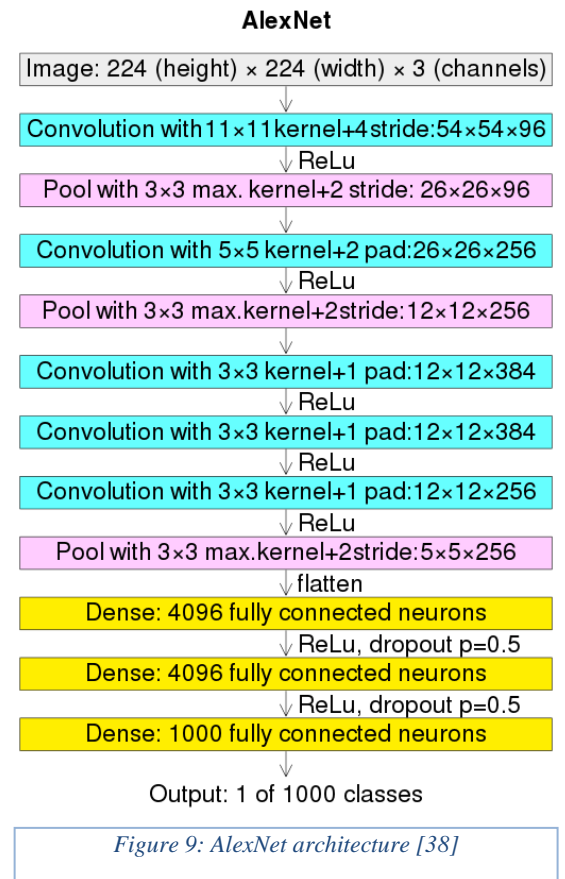 AlexNet
Image: 224 (height) × 224 (width) × 3 (channels)
Convolution with 11×11 kernel+4 stride:54×54×96
ReLu
Pool with 3×3 max. kernel+2 stride: 26×26×96
Convolution with 5×5 kernel+2 pad:26×26×256
ReLu
Pool with 3×3 max.kernel+2stride:12×12×256
Convolution with 3×3 kernel+1 pad:12×12×384
ReLu
Convolution with 3×3 kernel+1 pad:12×12×384
ReLu
Convolution with 3×3 kernel+1 pad:12×12×256
ReLu
Pool with 3×3 max.kernel+2stride:5×5×256
flatten
Dense: 4096 fully connected neurons
ReLu, dropout p=0.5
Dense: 4096 fully connected neurons
ReLu, dropout p=0.5
Dense: 1000 fully connected neurons
Output: 1 of 1000 classes
Figure 9: AlexNet architecture [38]